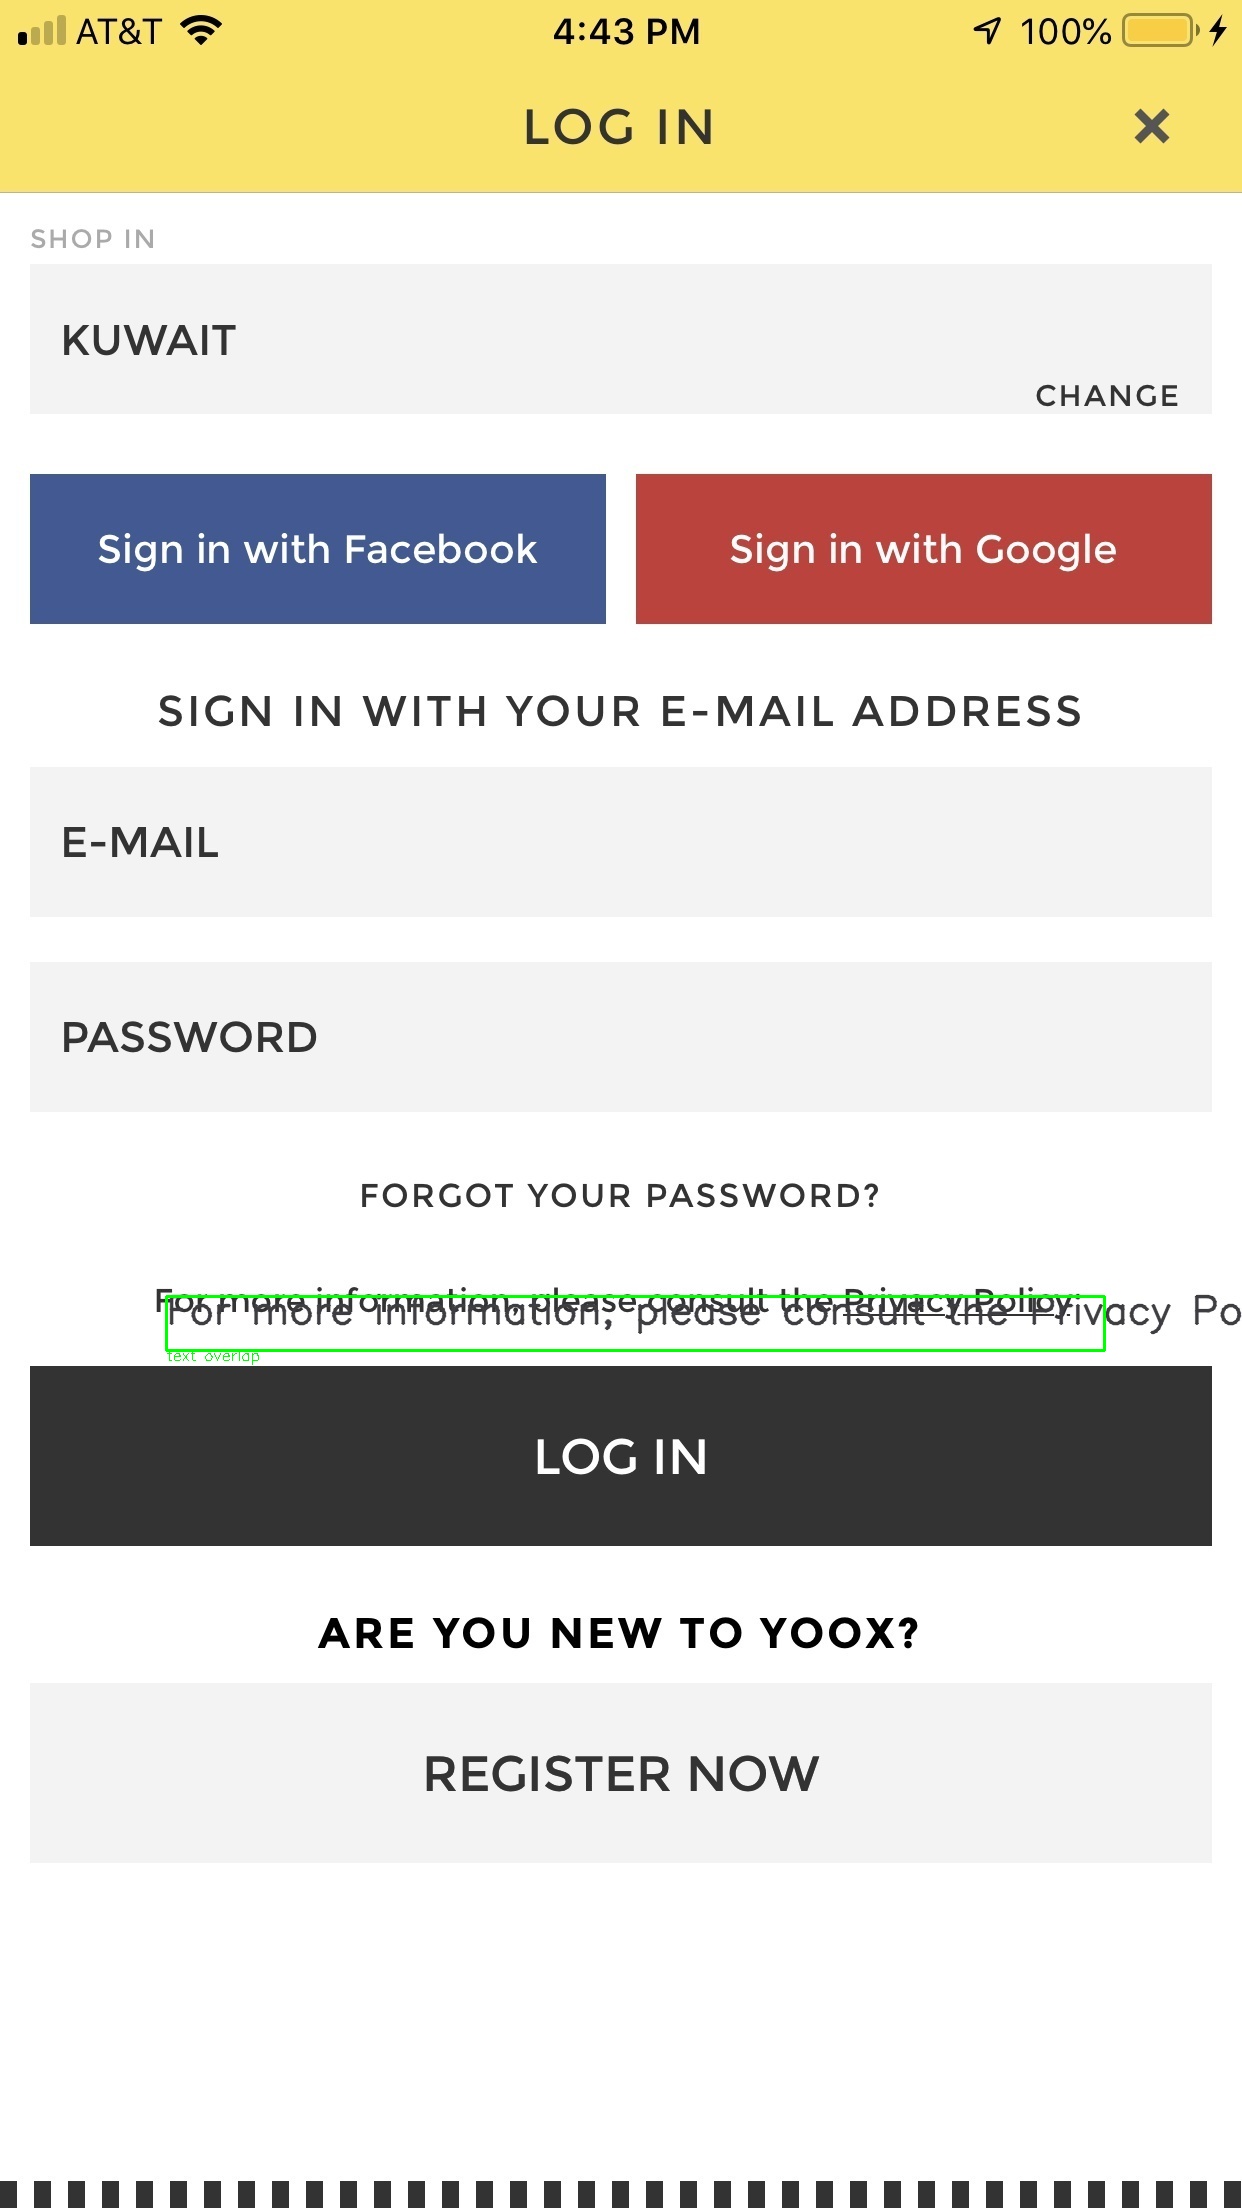 AT&T 4:43 PM 100%
LOG IN
SHOP IN
KUWAIT
CHANGE
Sign in with Facebook Sign in with Google
SIGN IN WITH YOUR E-MAIL ADDRESS
E-MAIL
PASSWORD
FORGOT YOUR PASSWORD?
For more information, please consult the Privacy Policy.
For more information, please consult the Privacy Po
text overlap
LOG IN
ARE YOU NEW TO YOOX?
REGISTER NOW